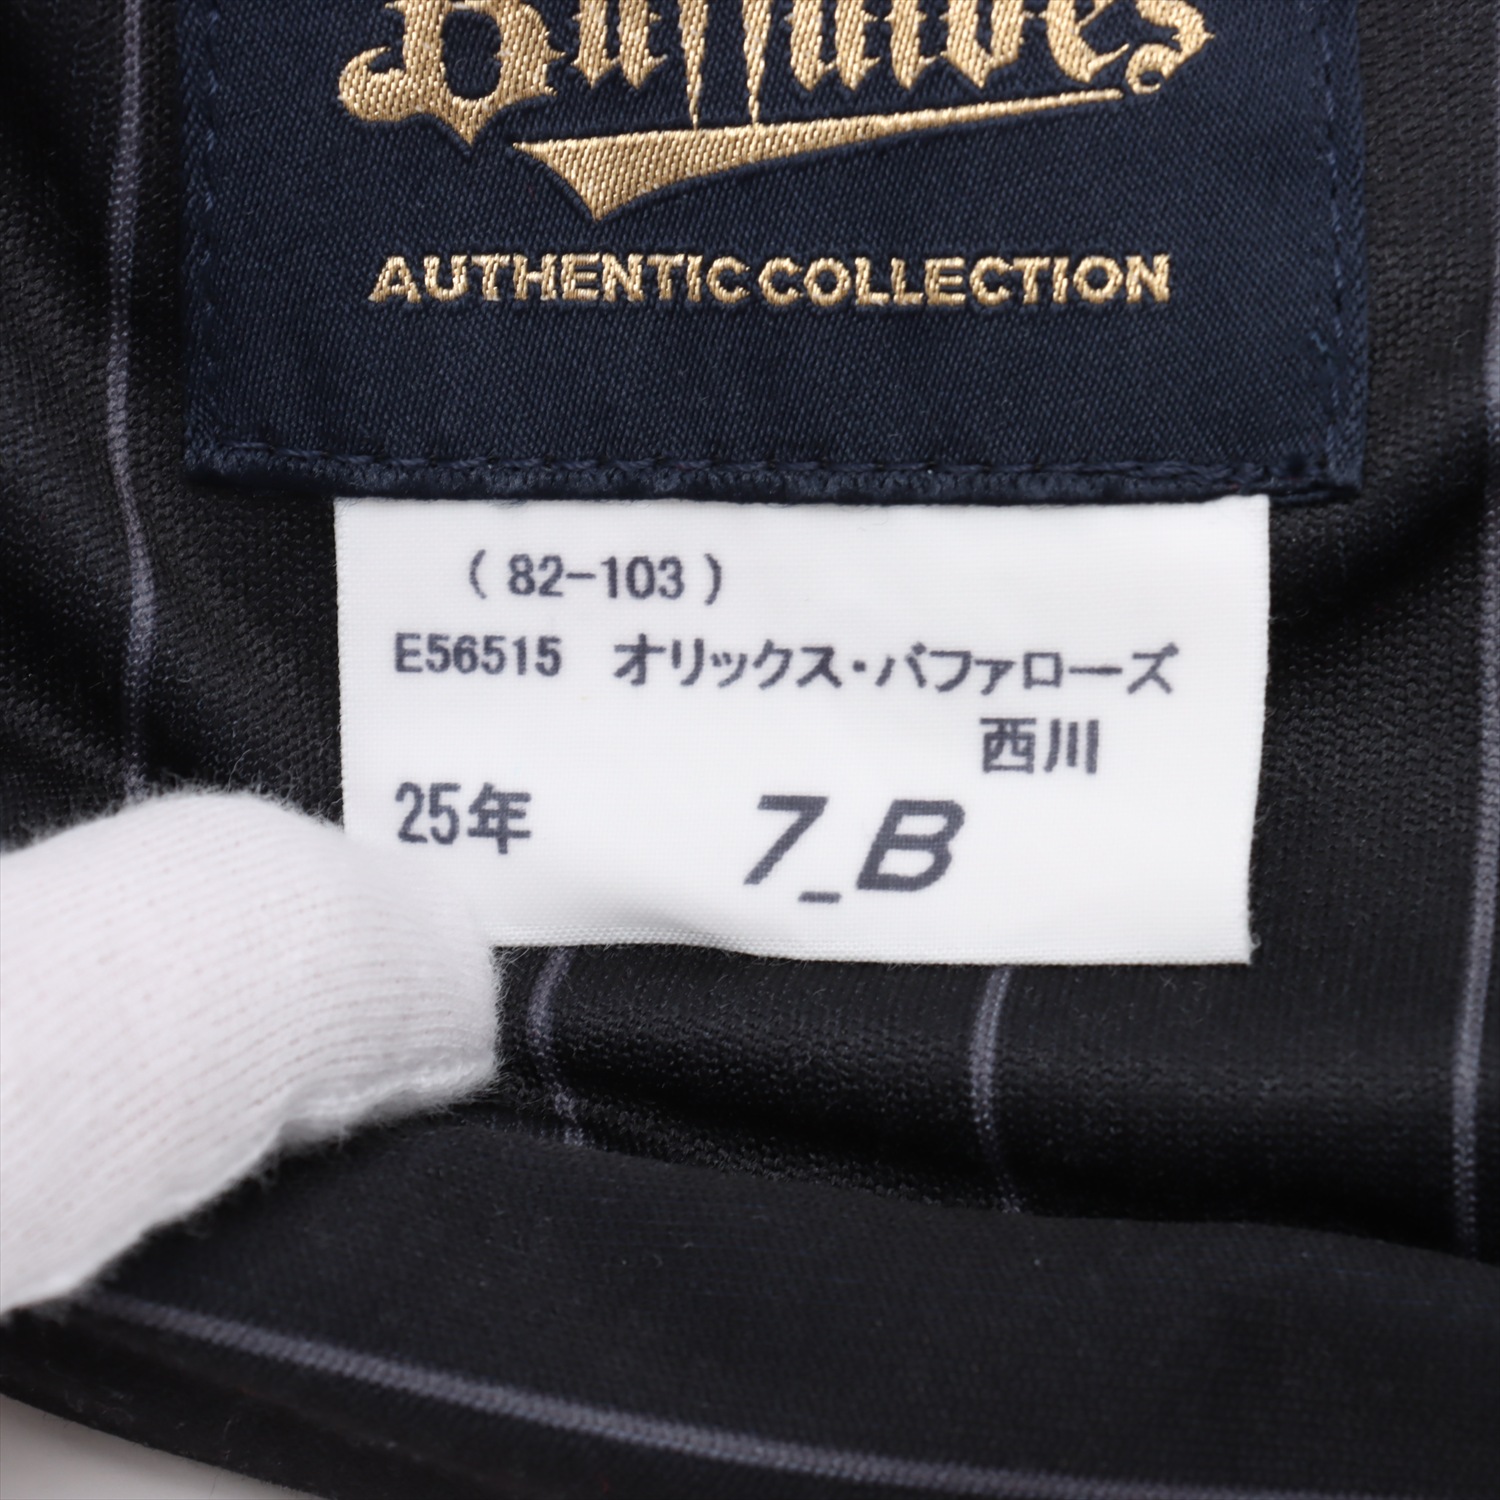 Buffaloes
AUTHENTIC COLLECTION
( 82-103 )
E56515 オリックス・バファローズ
西川
25年 7_B